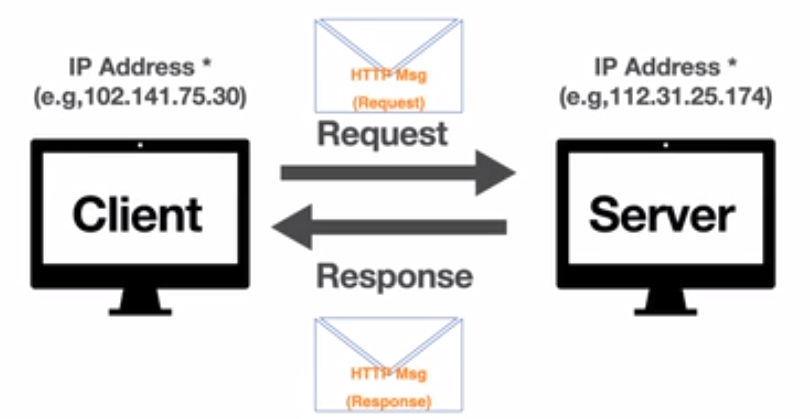 IP Address *
(e.g,102.141.75.30)
HTTP Msg
(Request)
IP Address *
(e.g,112.31.25.174)
Request
Client
Server
Response
HTTP Msg
(Response)